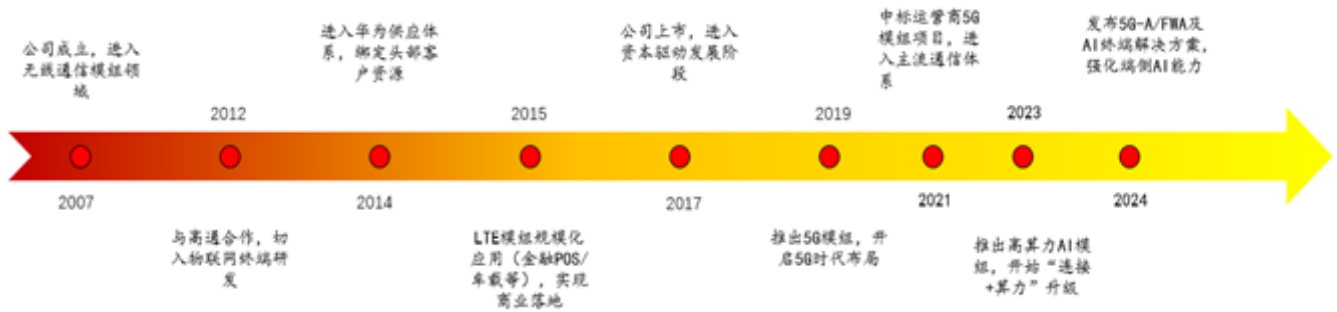 公司成立，进入
无线通信模组领
域
2007
2012
与高通合作，切
入物联网终端研
发
进入华为供应体
系，绑定头部客
户资源
2014
2015
LTE模组规模化
应用（金融POS/
车载等），实现
商业落地
公司上市，进入
资本驱动发展阶
段
2017
2019
推出5G模组，开
启5G时代布局
中标运营商5G
模组项目，进
入主流通信体
系
2021
2023
推出高算力AI模
组，开始“连接
+算力”升级
发布5G-A/FWA及
AI终端解决方案，
强化端侧AI能力
2024